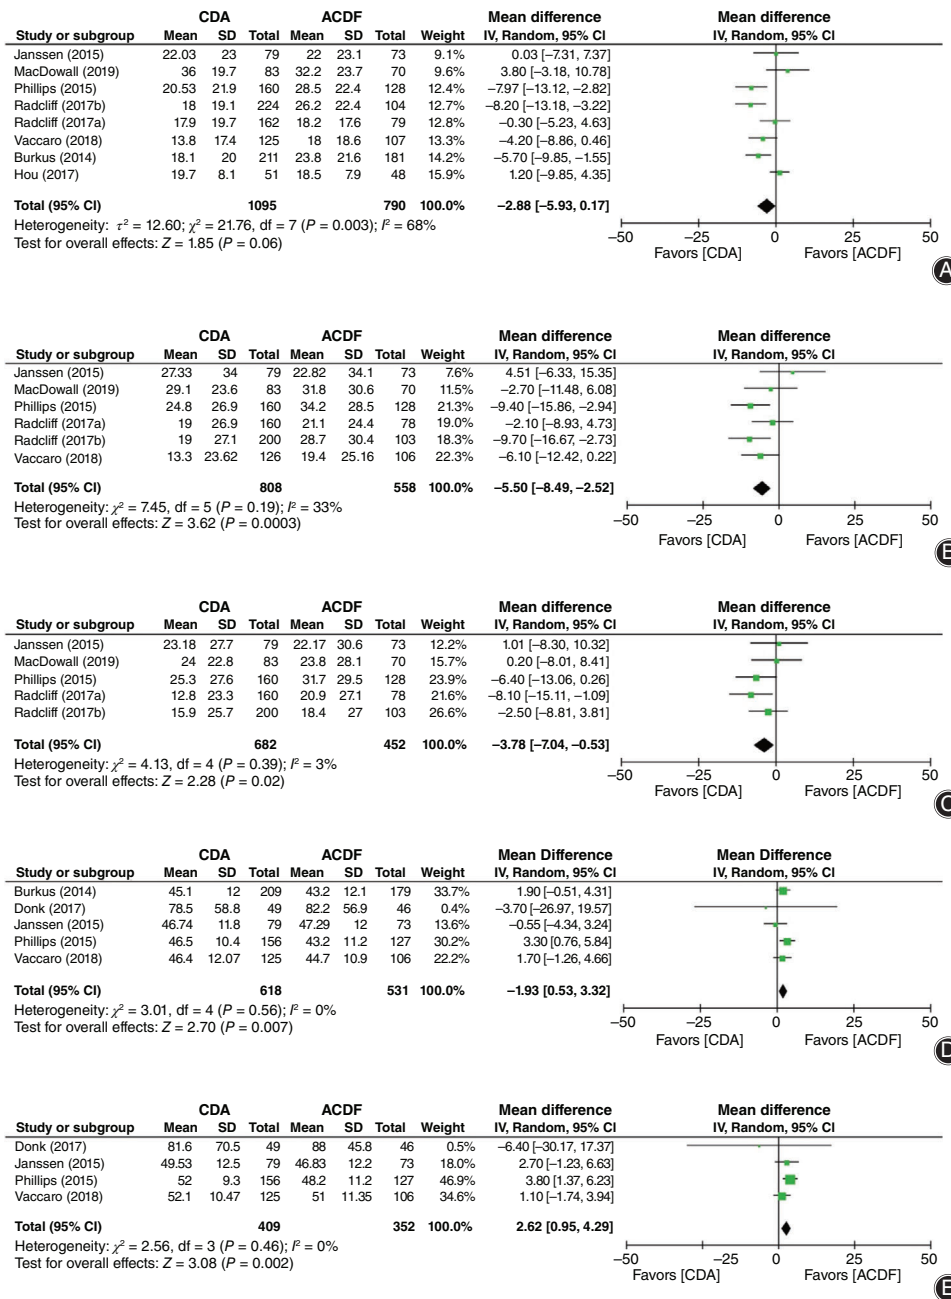 CDA ACDF Mean difference Mean difference
Study or subgroup Mean SD Total Mean SD Total Weight IV, Random, 95% CI IV, Random, 95% CI
Janssen (2015) 22.03 23 79 22 23.1 73 9.1% 0.03 [−7.31, 7.37]
MacDowall (2019) 36 19.7 83 32.2 23.7 70 9.6% 3.80 [−3.18, 10.78]
Phillips (2015) 20.53 21.9 160 28.5 22.4 128 12.4% −7.97 [−13.12, −2.82]
Radcliff (2017b) 18 19.1 224 26.2 22.4 104 12.7% −8.20 [−13.18, −3.22]
Radcliff (2017a) 17.9 19.7 162 18.2 17.6 79 12.8% −0.30 [−5.23, 4.63]
Vaccaro (2018) 13.8 17.4 125 18 18.6 107 13.3% −4.20 [−8.86, 0.46]
Burkus (2014) 18.1 20 211 23.8 21.6 181 14.2% −5.70 [−9.85, −1.55]
Hou (2017) 19.7 8.1 51 18.5 7.9 48 15.9% 1.20 [−9.85, 4.35]
Total (95% CI) 1095 790 100.0% −2.88 [−5.93, 0.17]
Heterogeneity: τ² = 12.60; χ² = 21.76, df = 7 (P = 0.003); I² = 68%
Test for overall effects: Z = 1.85 (P = 0.06)
−50 −25 0 25 50
Favors [CDA] Favors [ACDF]
A
CDA ACDF Mean difference Mean difference
Study or subgroup Mean SD Total Mean SD Total Weight IV, Random, 95% CI IV, Random, 95% CI
Janssen (2015) 27.33 34 79 22.82 34.1 73 7.6% 4.51 [−6.33, 15.35]
MacDowall (2019) 29.1 23.6 83 31.8 30.6 70 11.5% −2.70 [−11.48, 6.08]
Phillips (2015) 24.8 26.9 160 34.2 28.5 128 21.3% −9.40 [−15.86, −2.94]
Radcliff (2017a) 19 26.9 160 21.1 24.4 78 19.0% −2.10 [−8.93, 4.73]
Radcliff (2017b) 19 27.1 200 28.7 30.4 103 18.3% −9.70 [−16.67, −2.73]
Vaccaro (2018) 13.3 23.62 126 19.4 25.16 106 22.3% −6.10 [−12.42, 0.22]
Total (95% CI) 808 558 100.0% −5.50 [−8.49, −2.52]
Heterogeneity: χ² = 7.45, df = 5 (P = 0.19); I² = 33%
Test for overall effects: Z = 3.62 (P = 0.0003)
−50 −25 0 25 50
Favors [CDA] Favors [ACDF]
B
CDA ACDF Mean difference Mean difference
Study or subgroup Mean SD Total Mean SD Total Weight IV, Random, 95% CI IV, Random, 95% CI
Janssen (2015) 23.18 27.7 79 22.17 30.6 73 12.2% 1.01 [−8.30, 10.32]
MacDowall (2019) 24 22.8 83 23.8 28.1 70 15.7% 0.20 [−8.01, 8.41]
Phillips (2015) 25.3 27.6 160 31.7 29.5 128 23.9% −6.40 [−13.06, 0.26]
Radcliff (2017a) 12.8 23.3 160 20.9 27.1 78 21.6% −8.10 [−15.11, −1.09]
Radcliff (2017b) 15.9 25.7 200 18.4 27 103 26.6% −2.50 [−8.81, 3.81]
Total (95% CI) 682 452 100.0% −3.78 [−7.04, −0.53]
Heterogeneity: χ² = 4.13, df = 4 (P = 0.39); I² = 3%
Test for overall effects: Z = 2.28 (P = 0.02)
−50 −25 0 25 50
Favors [CDA] Favors [ACDF]
C
CDA ACDF Mean Difference Mean Difference
Study or subgroup Mean SD Total Mean SD Total Weight IV, Random, 95% CI IV, Random, 95% CI
Burkus (2014) 45.1 12 209 43.2 12.1 179 33.7% 1.90 [−0.51, 4.31]
Donk (2017) 78.5 58.8 49 82.2 56.9 46 0.4% −3.70 [−26.97, 19.57]
Janssen (2015) 46.74 11.8 79 47.29 12 73 13.6% −0.55 [−4.34, 3.24]
Phillips (2015) 46.5 10.4 156 43.2 11.2 127 30.2% 3.30 [0.76, 5.84]
Vaccaro (2018) 46.4 12.07 125 44.7 10.9 106 22.2% 1.70 [−1.26, 4.66]
Total (95% CI) 618 531 100.0% −1.93 [0.53, 3.32]
Heterogeneity: χ² = 3.01, df = 4 (P = 0.56); I² = 0%
Test for overall effects: Z = 2.70 (P = 0.007)
−50 −25 0 25 50
Favors [CDA] Favors [ACDF]
D
CDA ACDF Mean difference Mean difference
Study or subgroup Mean SD Total Mean SD Total Weight IV, Random, 95% CI IV, Random, 95% CI
Donk (2017) 81.6 70.5 49 88 45.8 46 0.5% −6.40 [−30.17, 17.37]
Janssen (2015) 49.53 12.5 79 46.83 12.2 73 18.0% 2.70 [−1.23, 6.63]
Phillips (2015) 52 9.3 156 48.2 11.2 127 46.9% 3.80 [1.37, 6.23]
Vaccaro (2018) 52.1 10.47 125 51 11.35 106 34.6% 1.10 [−1.74, 3.94]
Total (95% CI) 409 352 100.0% 2.62 [0.95, 4.29]
Heterogeneity: χ² = 2.56, df = 3 (P = 0.46); I² = 0%
Test for overall effects: Z = 3.08 (P = 0.002)
−50 −25 0 25 50
Favors [CDA] Favors [ACDF]
E